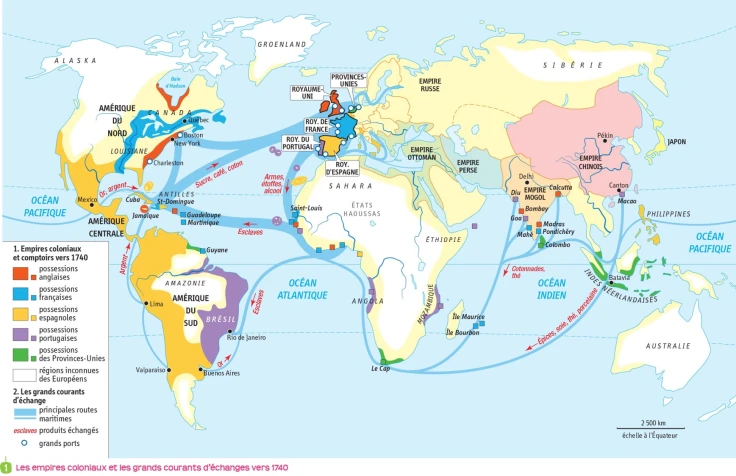 GROENLAND
ALASKA
SIBÉRIE
Baie
d'Hudson
PROVINCES-
UNIES
ROYAUME-
UNI
EMPIRE
RUSSE
AMÉRIQUE
DU
NORD
CANADA
Québec
ROY. DE
FRANCE
Boston
New York
ROY. DU
PORTUGAL
LOUISIANE
Charleston
ROY.
D'ESPAGNE
EMPIRE
OTTOMAN
EMPIRE
PERSE
Pékin
JAPON
EMPIRE
CHINOIS
Sucre, café, coton
Armes,
étoffes,
alcool
SAHARA
Delhi
EMPIRE
MOGOL
Calcutta
Canton
Macao
Or, argent
Mexico
Cuba
ANTILLES
St-Domingue
Jamaïque
Guadeloupe
Martinique
Saint-Louis
ÉTATS
HAOUSSAS
Diu
Bombay
Goa
Mahé
Madras
Pondichéry
Colombo
PHILIPPINES
OCÉAN
PACIFIQUE
AMÉRIQUE
CENTRALE
Esclaves
ÉTHIOPIE
OCÉAN
PACIFIQUE
Argent
Guyane
Cotonnades,
thé
AMAZONIE
OCÉAN
ATLANTIQUE
ANGOLA
MOZAMBIQUE
OCÉAN
INDIEN
Batavia
INDES NÉERLANDAISES
Lima
AMÉRIQUE
DU
SUD
BRÉSIL
Esclaves
Île Maurice
Île Bourbon
Épices, soie, thé, porcelaine
Rio de Janeiro
Or
Valparaiso
Buenos Aires
Le Cap
AUSTRALIE
1. Empires coloniaux
et comptoirs vers 1740
possessions
anglaises
possessions
françaises
possessions
espagnoles
possessions
portugaises
possessions
des Provinces-Unies
régions inconnues
des Européens
2. Les grands courants
d'échange
principales routes
maritimes
esclaves produits échangés
grands ports
2 500 km
échelle à l'Équateur
1 Les empires coloniaux et les grands courants d'échanges vers 1740